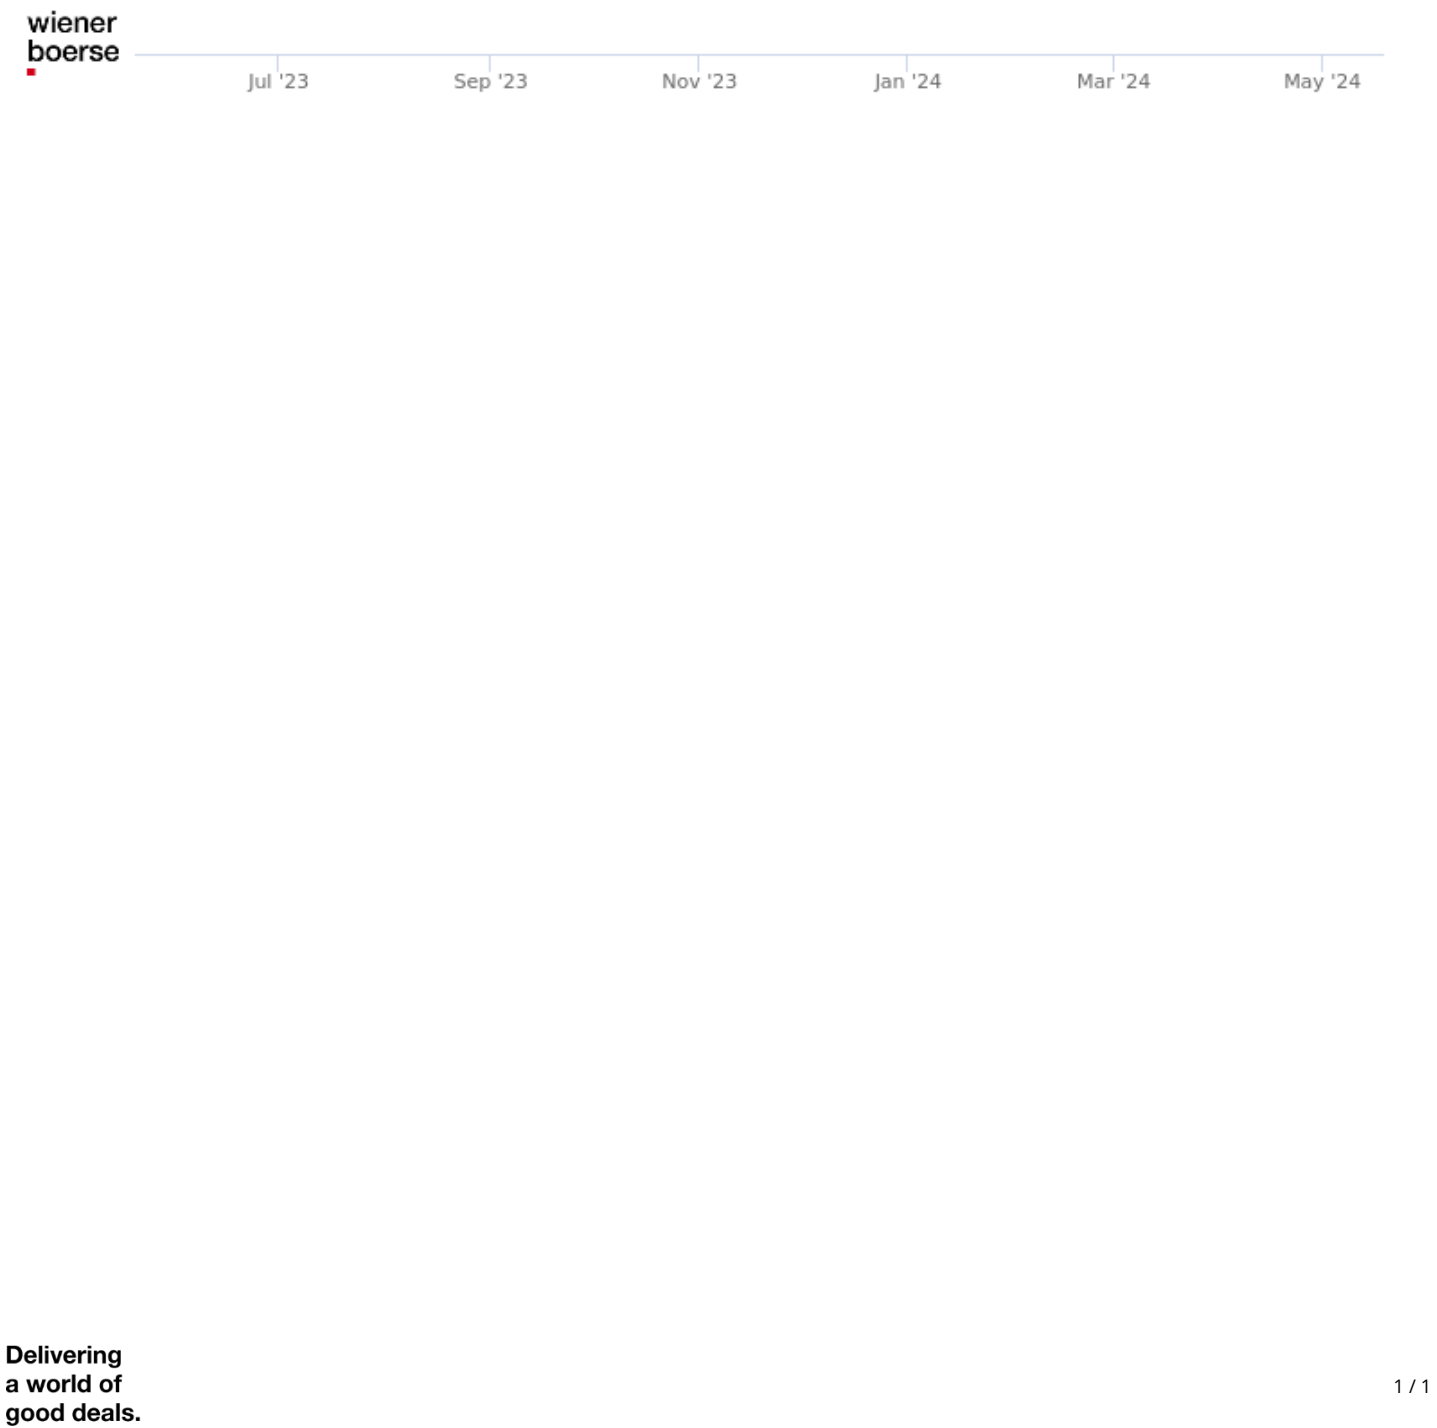 wiener
boerse
Jul '23 Sep '23 Nov '23 Jan '24 Mar '24 May '24
Delivering
a world of
good deals.
1 / 1